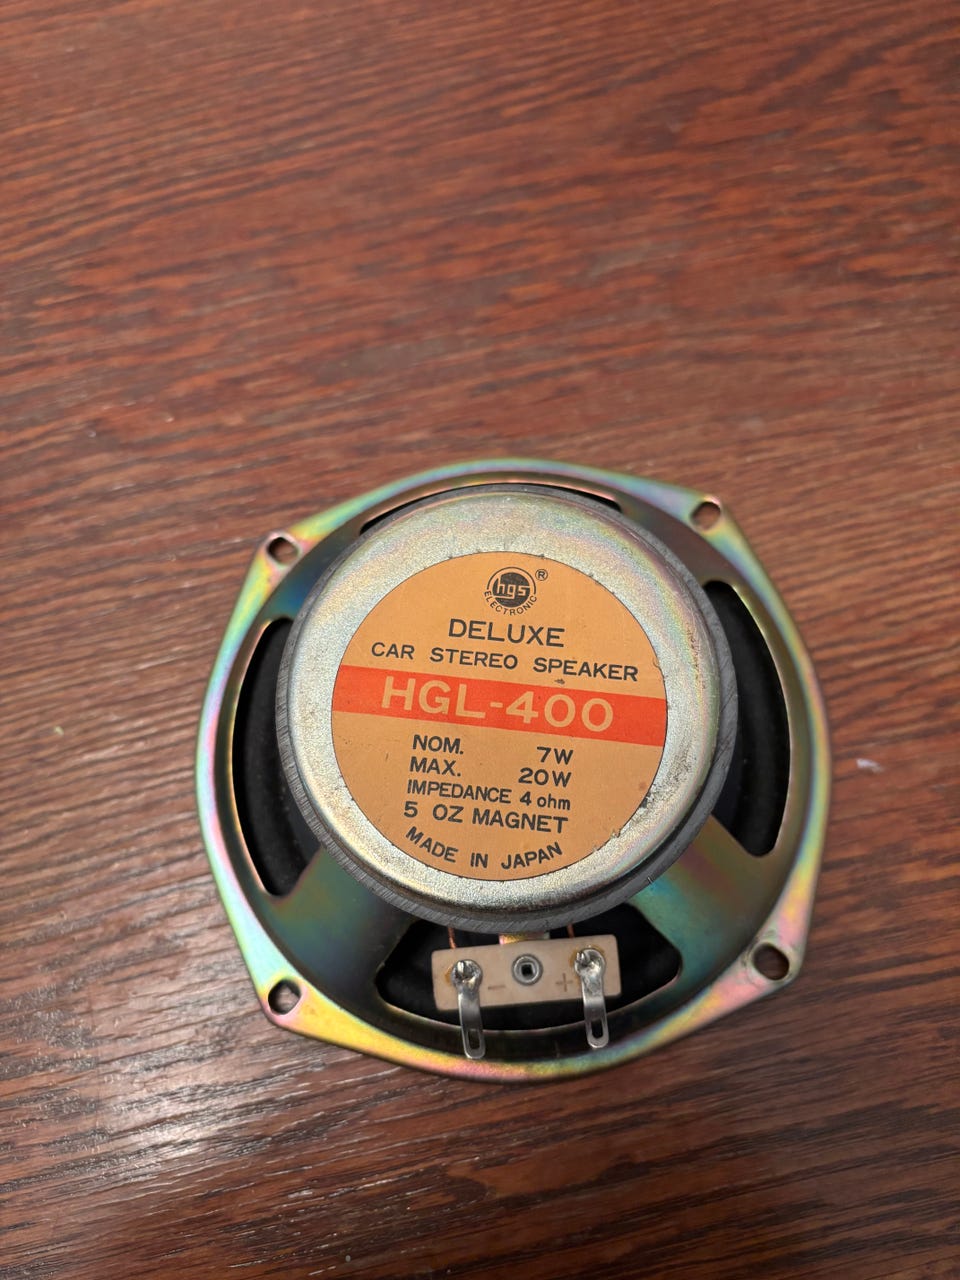 hgs ®
ELECTRONIC
DELUXE
CAR STEREO SPEAKER
HGL-400
NOM. 7W
MAX. 20W
IMPEDANCE 4 ohm
5 OZ MAGNET
MADE IN JAPAN
- +